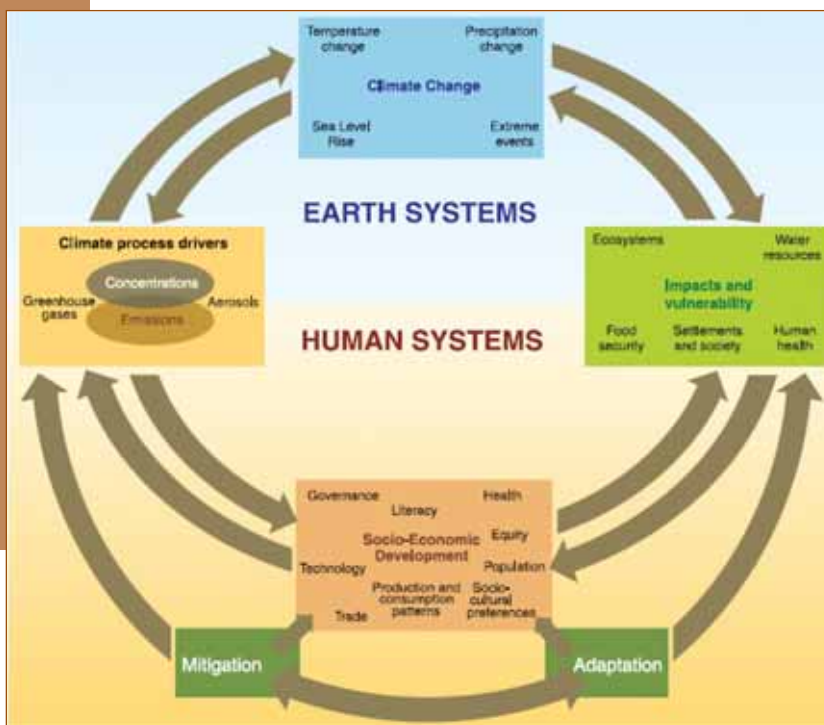 Temperature
change
Precipitation
change
Climate Change
Sea Level
Rise
Extreme
events
EARTH SYSTEMS
Climate process drivers
Concentrations
Greenhouse
gases
Aerosols
Emissions
Ecosystems
Water
resources
Impacts and
vulnerability
Food
security
Settlements
and society
Human
health
HUMAN SYSTEMS
Governance
Literacy
Health
Equity
Socio-Economic
Development
Technology
Population
Production and
consumption
patterns
Socio-
cultural
preferences
Trade
Mitigation
Adaptation